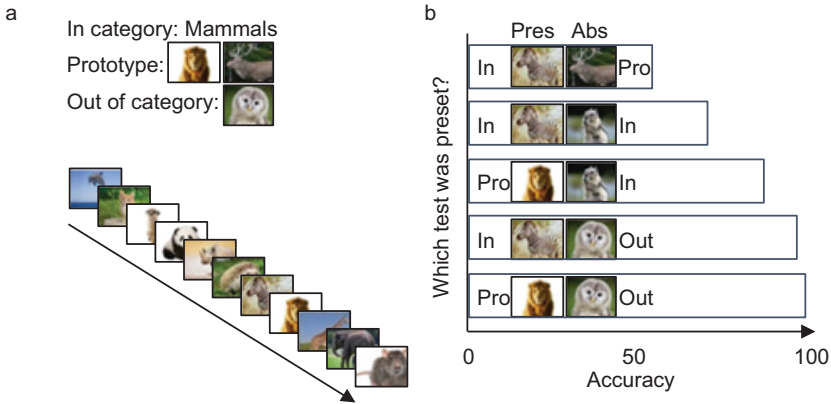 a
In category: Mammals
Prototype:
Out of category:
b
Pres Abs
Which test was preset?
In Pro
In In
Pro In
In Out
Pro Out
0 50 100
Accuracy